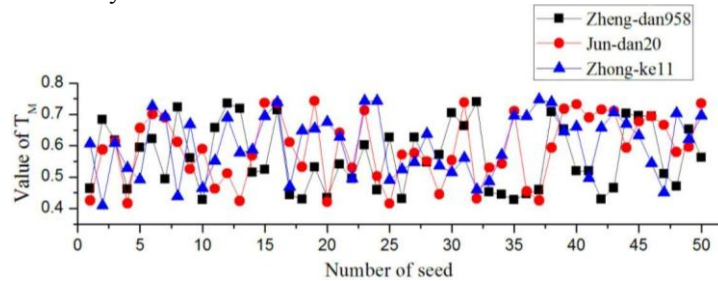 Zheng-dan958
Jun-dan20
Zhong-ke11
0.8
0.7
0.6
0.5
0.4
Value of T_M
0 5 10 15 20 25 30 35 40 45 50
Number of seed